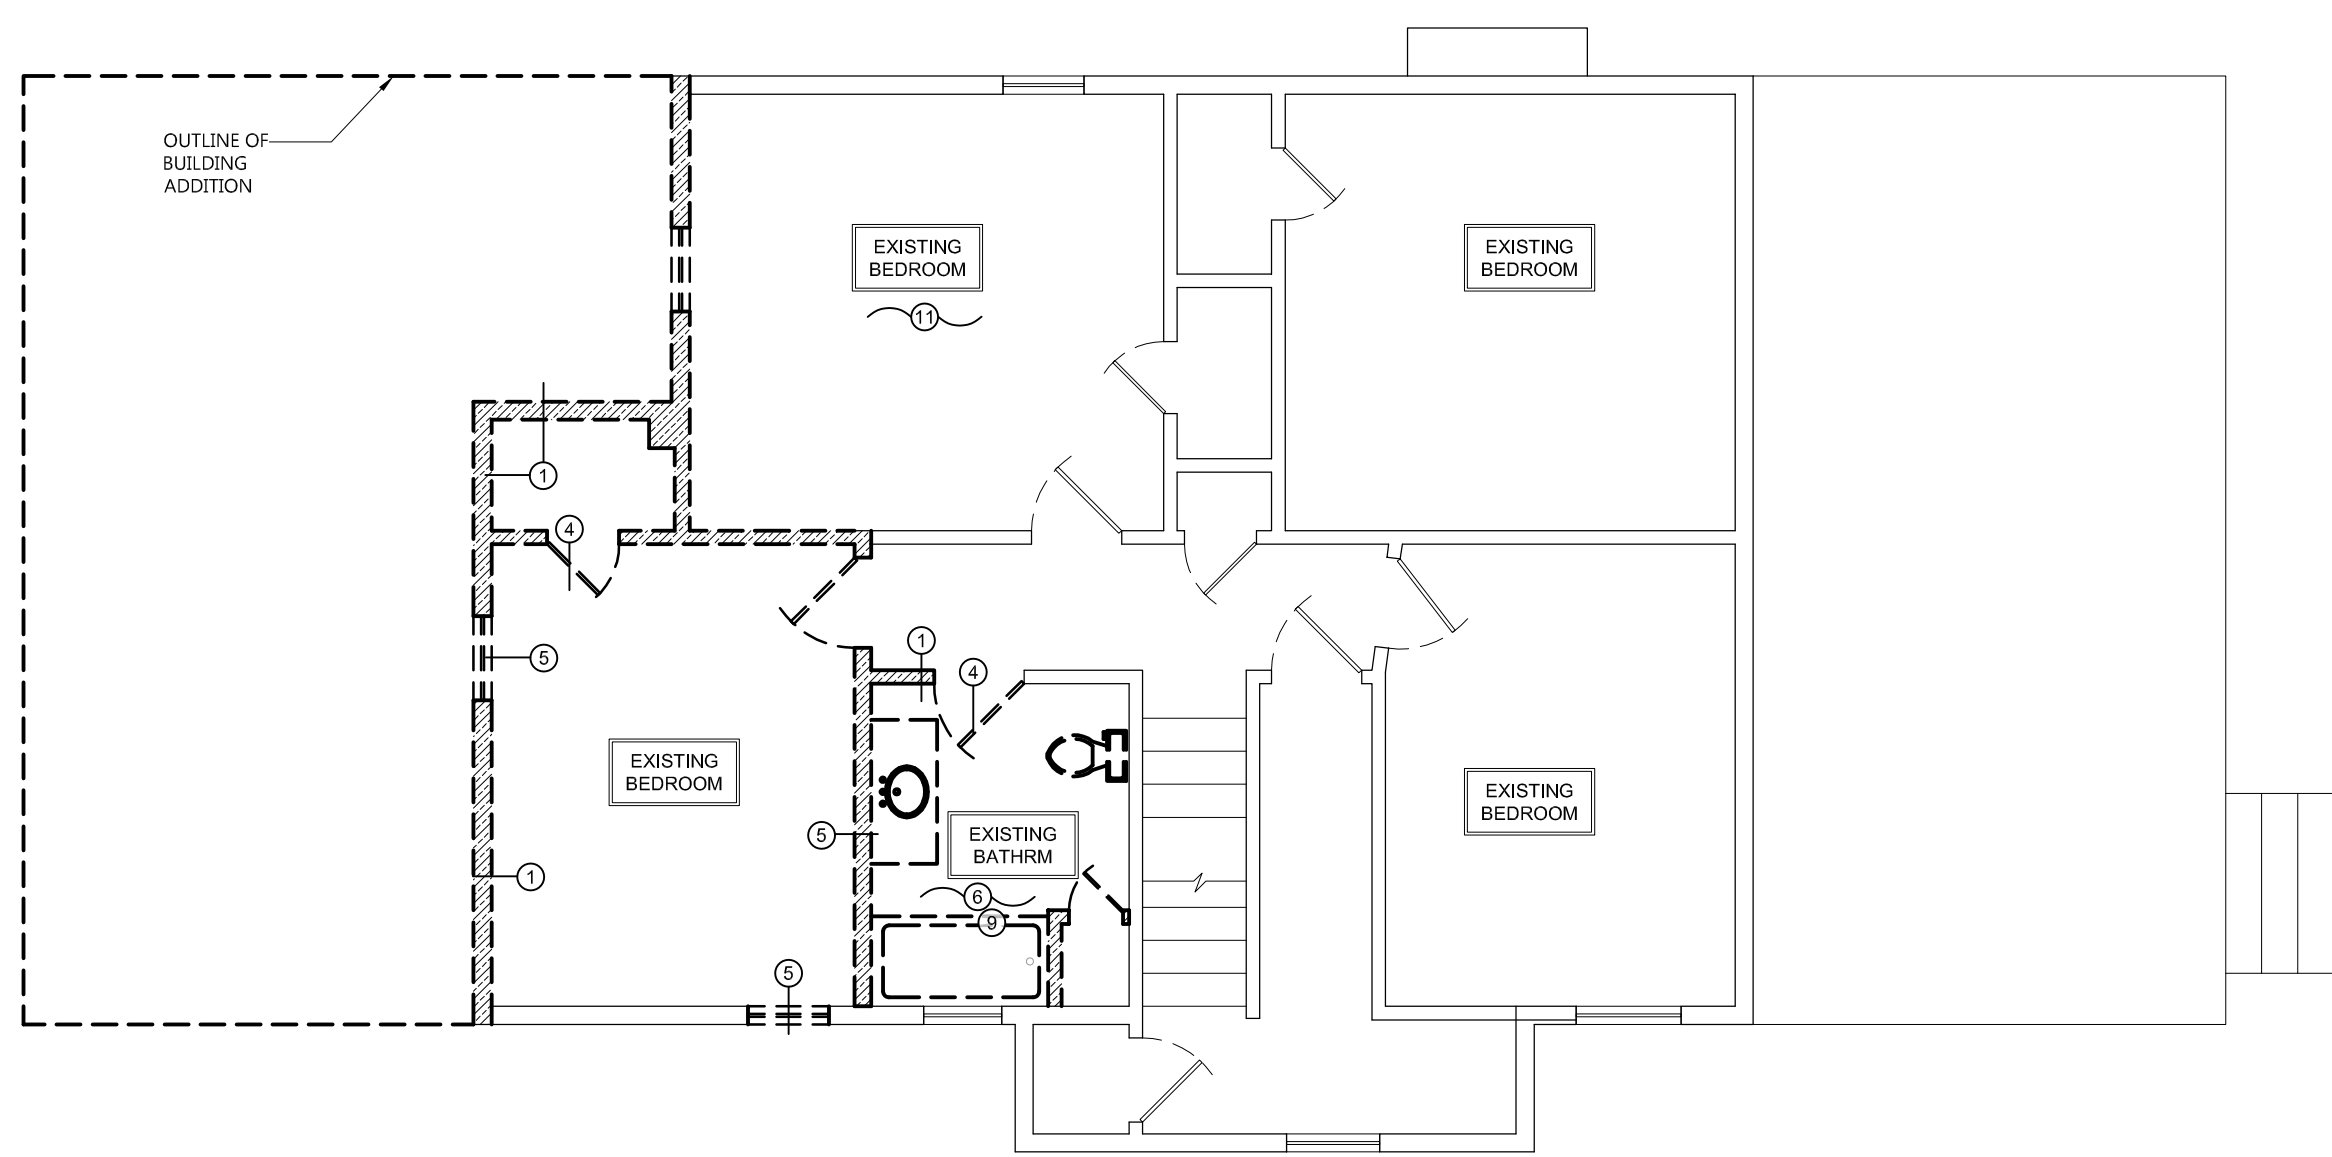 OUTLINE OF
BUILDING
ADDITION
EXISTING
BEDROOM
11
EXISTING
BEDROOM
1
4
5
1
4
EXISTING
BEDROOM
5
EXISTING
BATHRM
EXISTING
BEDROOM
1
6
9
5